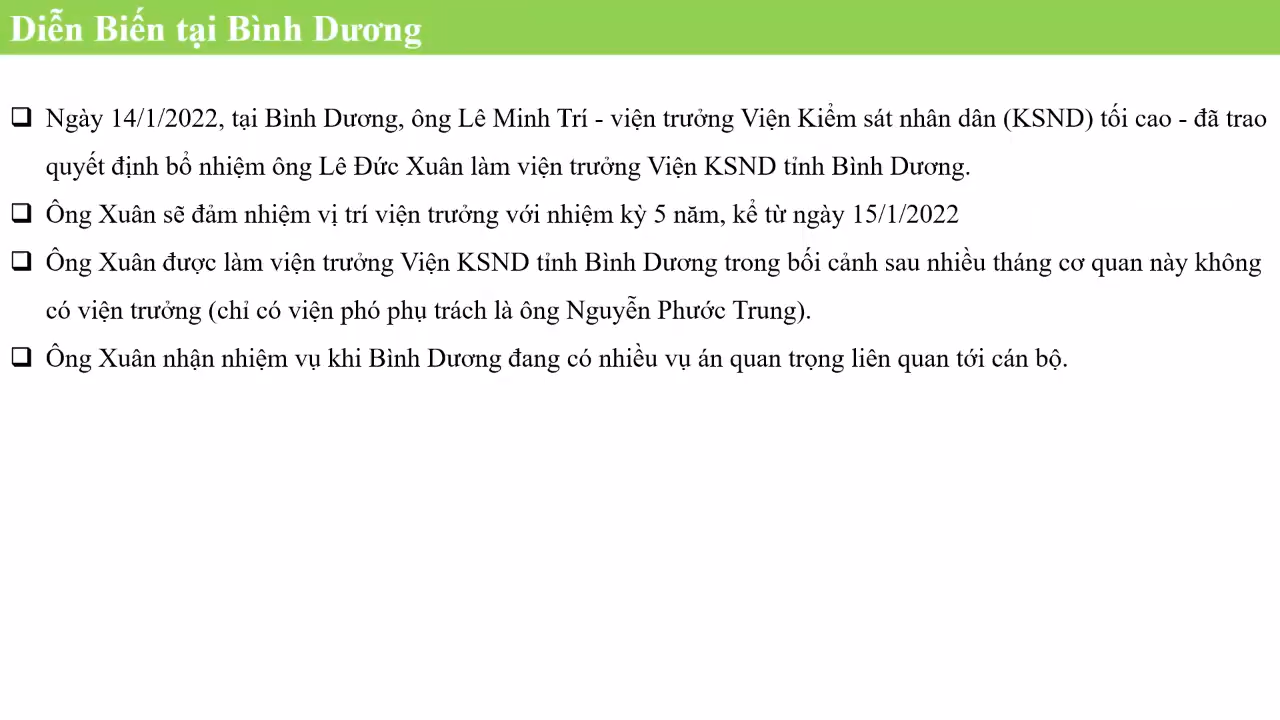 Diễn Biến tại Bình Dương
❑ Ngày 14/1/2022, tại Bình Dương, ông Lê Minh Trí - viện trưởng Viện Kiểm sát nhân dân (KSND) tối cao - đã trao
quyết định bổ nhiệm ông Lê Đức Xuân làm viện trưởng Viện KSND tỉnh Bình Dương.
❑ Ông Xuân sẽ đảm nhiệm vị trí viện trưởng với nhiệm kỳ 5 năm, kể từ ngày 15/1/2022
❑ Ông Xuân được làm viện trưởng Viện KSND tỉnh Bình Dương trong bối cảnh sau nhiều tháng cơ quan này không
có viện trưởng (chỉ có viện phó phụ trách là ông Nguyễn Phước Trung).
❑ Ông Xuân nhận nhiệm vụ khi Bình Dương đang có nhiều vụ án quan trọng liên quan tới cán bộ.